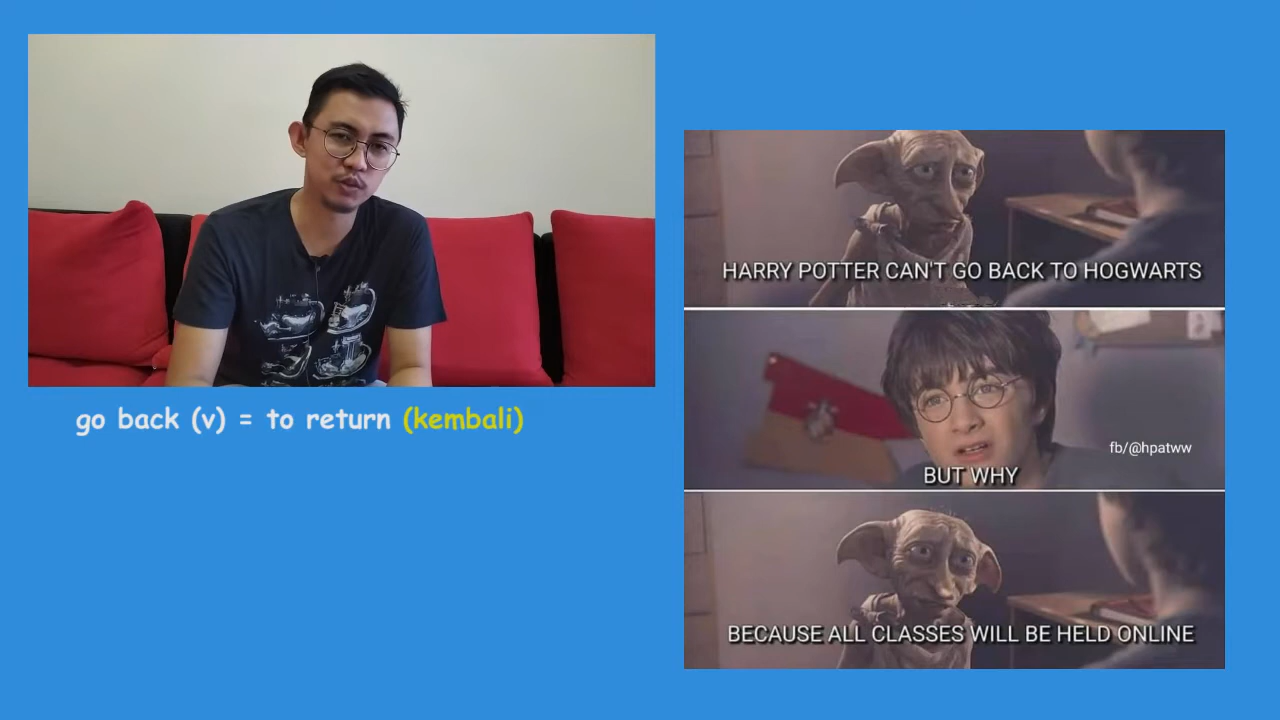 go back (v) = to return (kembali)
HARRY POTTER CAN'T GO BACK TO HOGWARTS
fb/@hpatww
BUT WHY
BECAUSE ALL CLASSES WILL BE HELD ONLINE